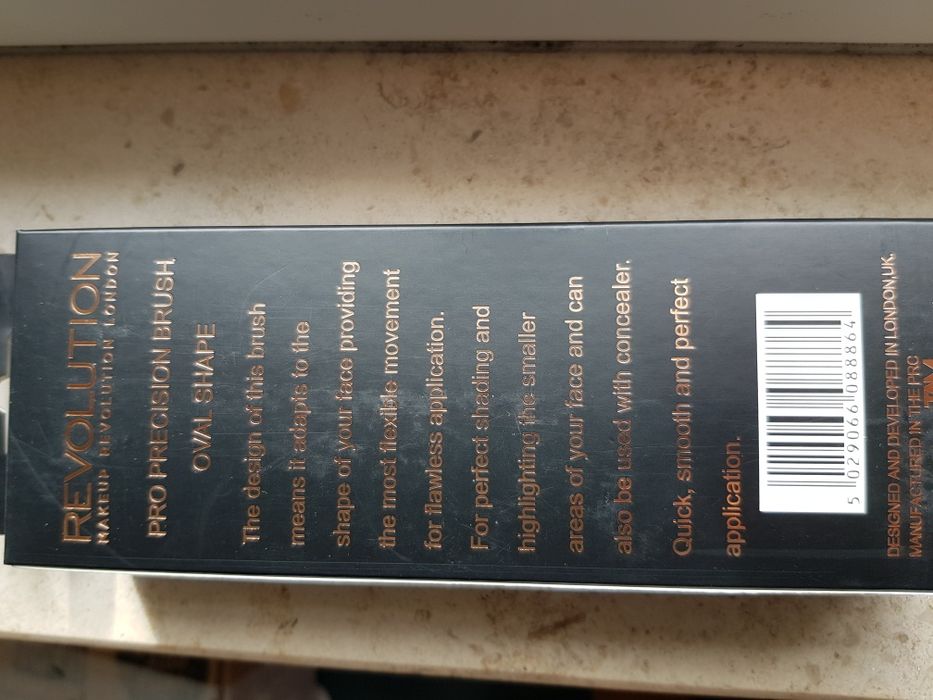 REVOLUTION
MAKEUP REVOLUTION LONDON
PRO PRECISION BRUSH,
OVAL SHAPE
The design of this brush
means it adapts to the
shape of your face providing
the most flexible movement
for flawless application.
For perfect shading and
highlighting the smaller
areas of your face and can
also be used with concealer.
Quick, smooth and perfect
application.
5 029066 088864
DESIGNED AND DEVELOPED IN LONDON,UK.
MANUFACTURED IN THE PRC